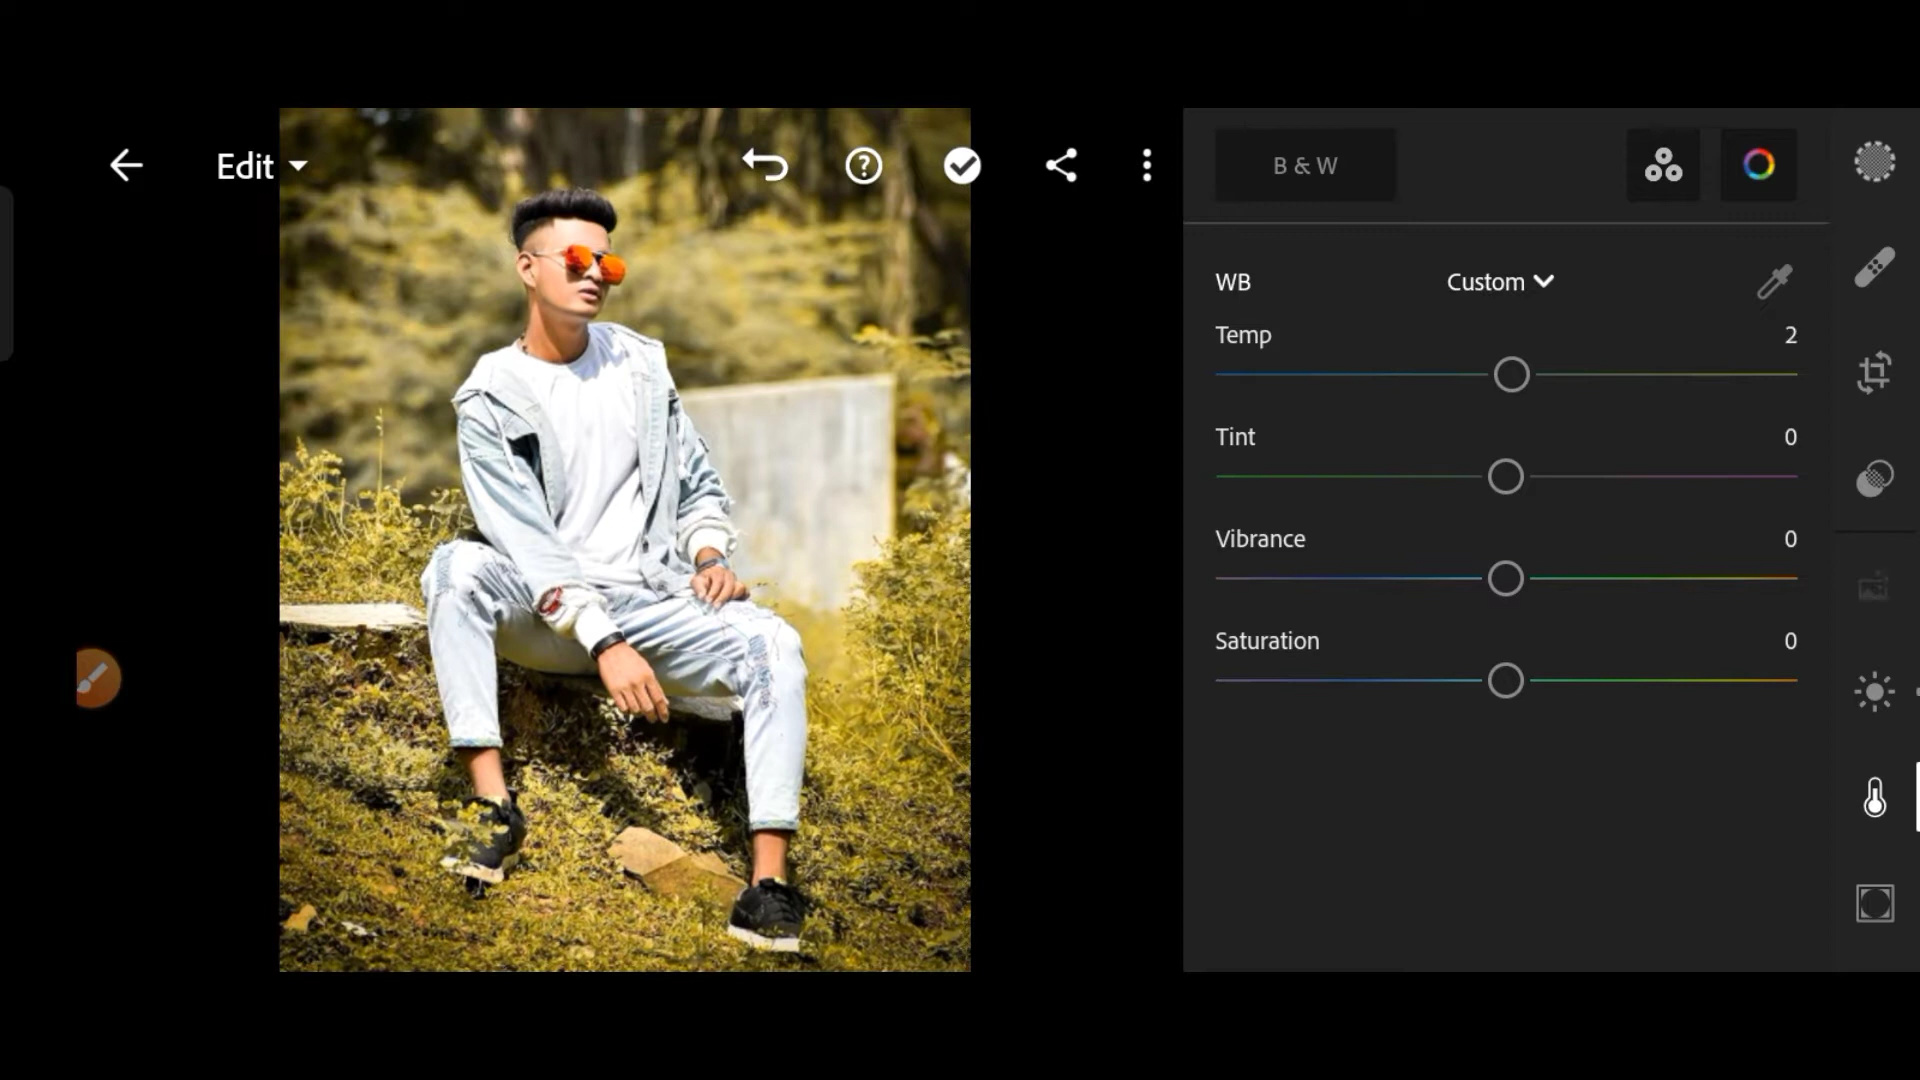 Edit
B & W
WB Custom
Temp 2
Tint 0
Vibrance 0
Saturation 0